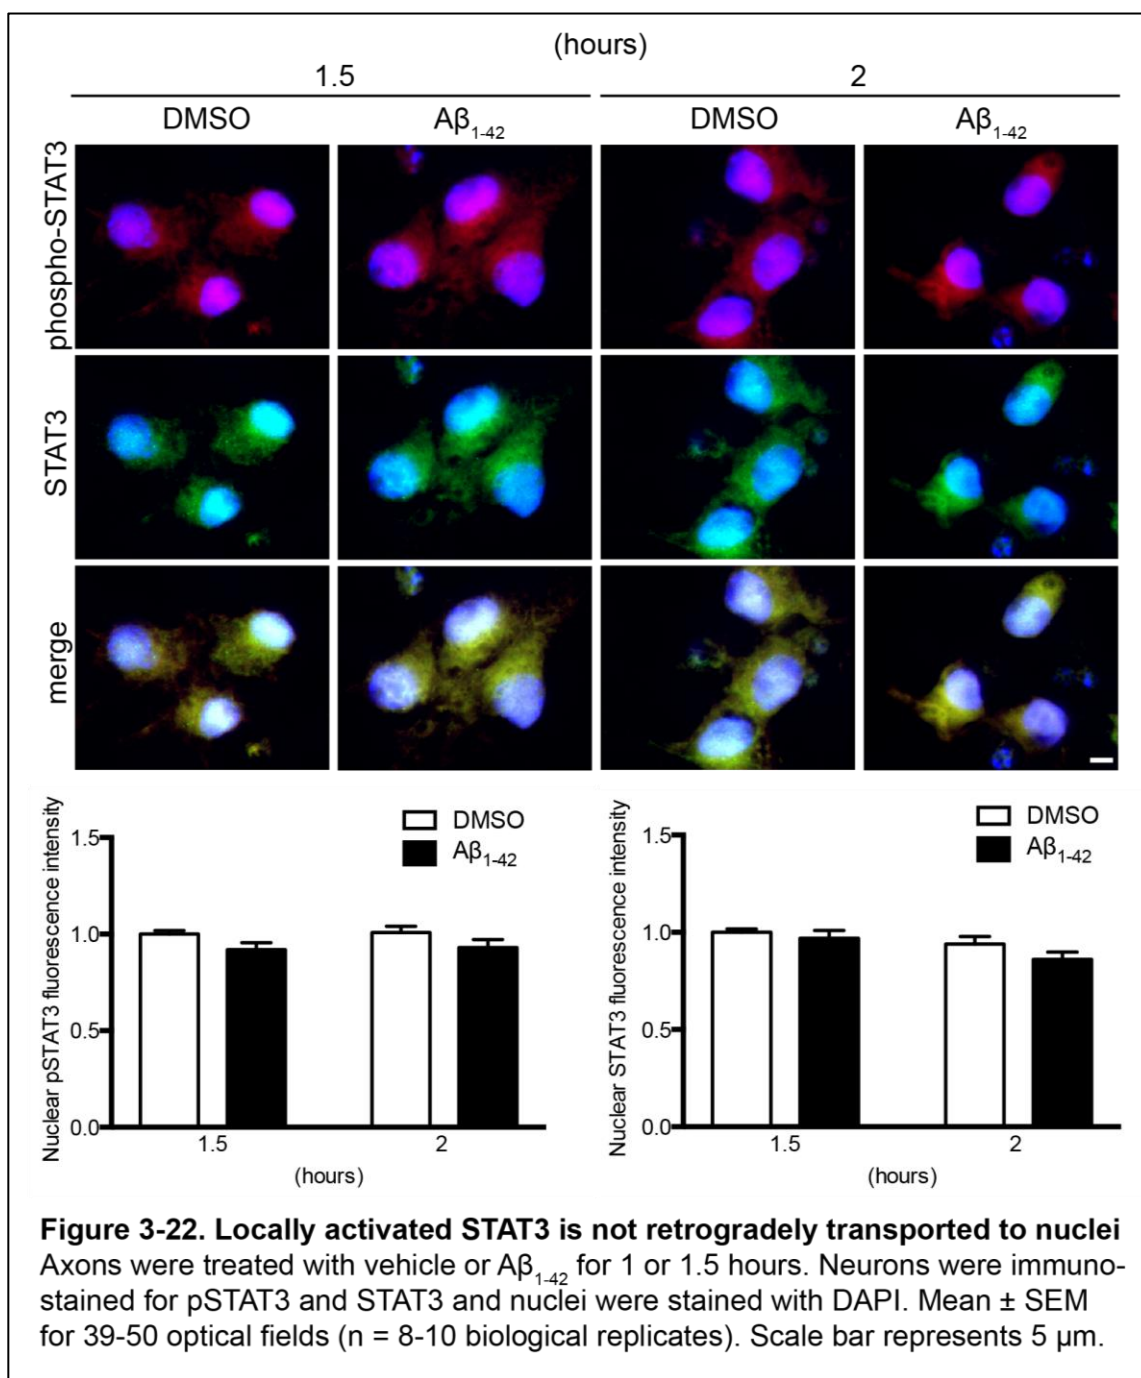 (hours)
1.5 2
DMSO Aβ1-42 DMSO Aβ1-42
phospho-STAT3
STAT3
merge
Nuclear pSTAT3 fluorescence intensity
1.5
1.0
0.5
0.0
DMSO
Aβ1-42
1.5 2
(hours)
Nuclear STAT3 fluorescence intensity
1.5
1.0
0.5
0.0
DMSO
Aβ1-42
1.5 2
(hours)
Figure 3-22. Locally activated STAT3 is not retrogradely transported to nuclei
Axons were treated with vehicle or Aβ1-42 for 1 or 1.5 hours. Neurons were immuno-
stained for pSTAT3 and STAT3 and nuclei were stained with DAPI. Mean ± SEM
for 39-50 optical fields (n = 8-10 biological replicates). Scale bar represents 5 μm.